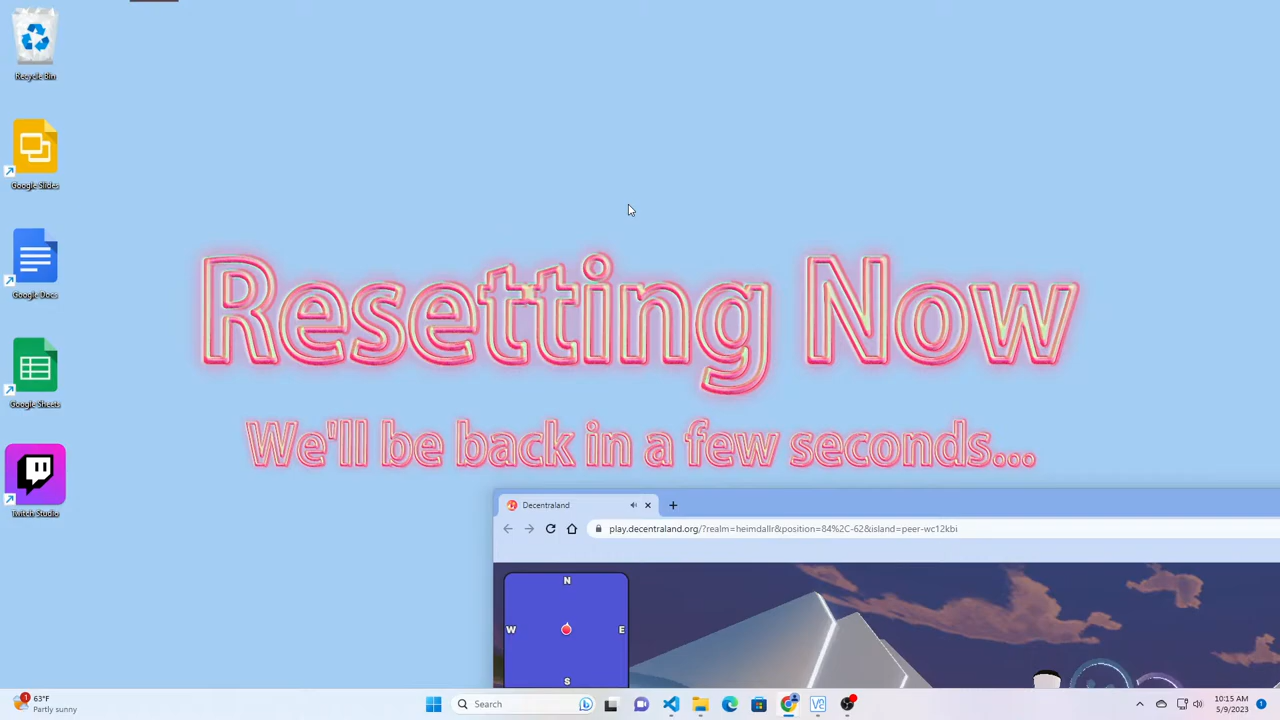 Recycle Bin
Google Slides
Google Docs
Google Sheets
Twitch Studio
Resetting Now
We'll be back in a few seconds...
Decentraland
play.decentraland.org/?realm=heimdallr&position=84%2C-62&island=peer-wc12kbi
N
W E
S
1
63°F
Partly sunny
Search
10:15 AM
5/9/2023
1